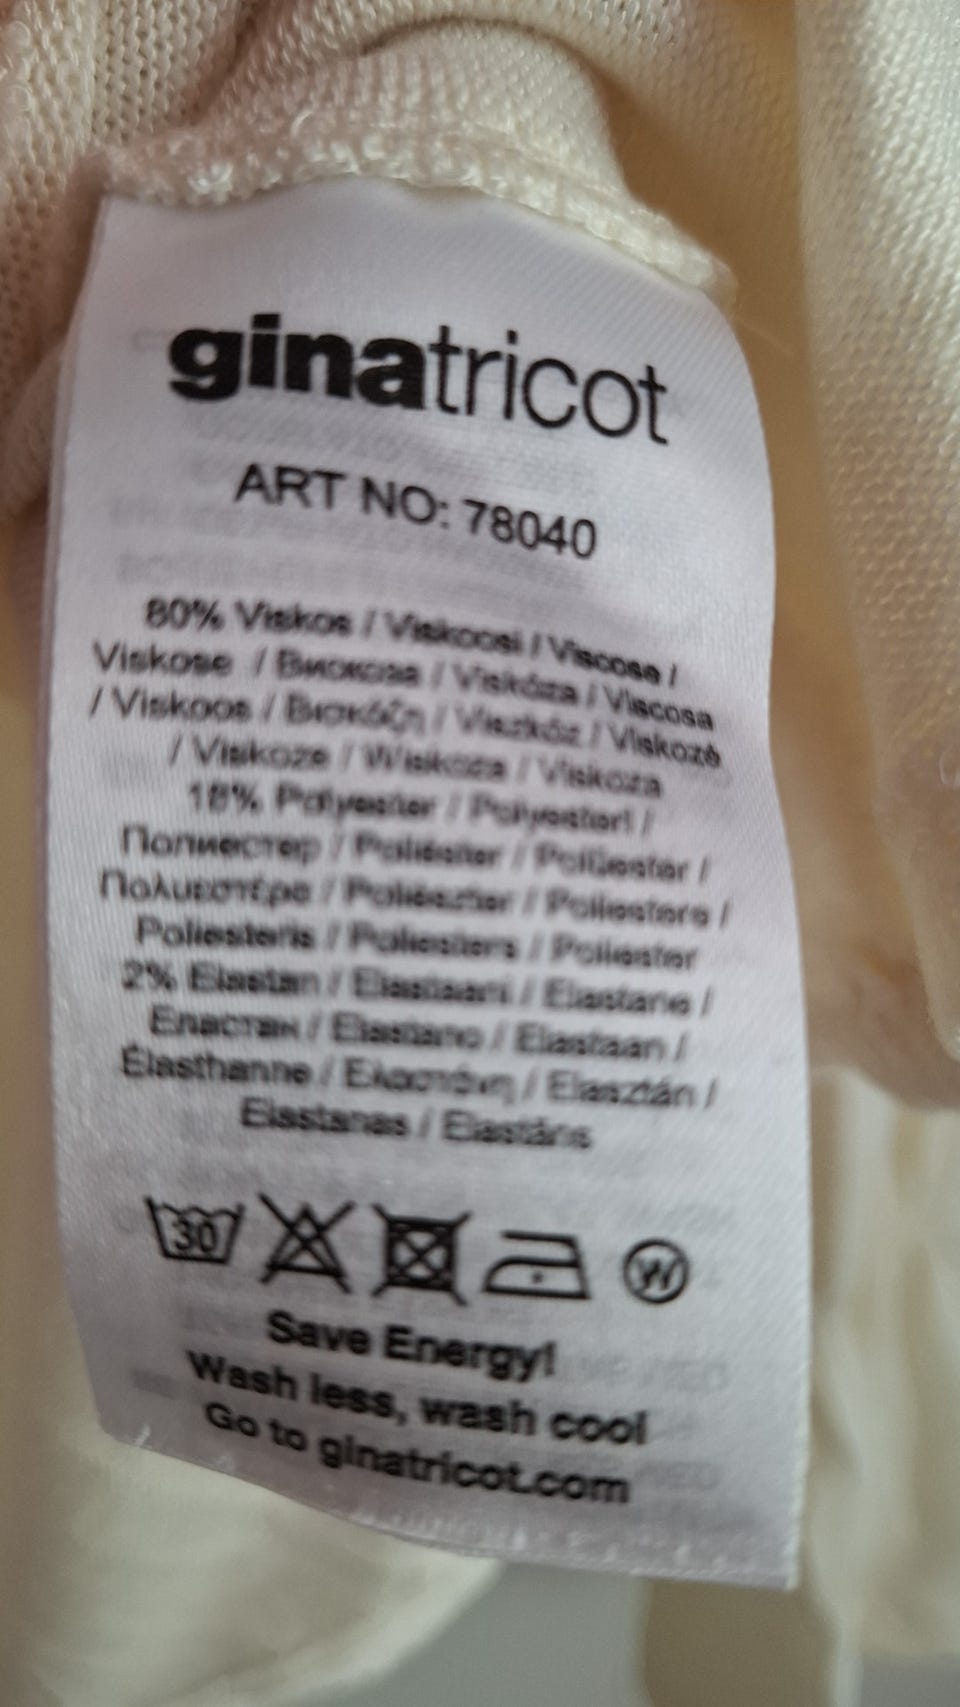 ginatricot
ART NO: 78040
80% Viskos / Viskoosi / Viscose /
Viskose / Вискоза / Viskóza / Viscosa
/ Viskoos / Βισκόζη / Viszkóz / Viskozė
/ Viskoze / Wiskoza / Viskoza
18% Polyester / Polyesteri /
Полиестер / Poliéster / Polüester /
Πολυεστέρας / Poliészter / Poliestere /
Poliesteris / Poliesters / Poliester
2% Elastan / Elastaani / Elastane /
Еластан / Elastano / Elastaan /
Élasthanne / Ελαστάνη / Elasztán /
Elastanas / Elastāns
30
W
Save Energy!
Wash less, wash cool
Go to ginatricot.com